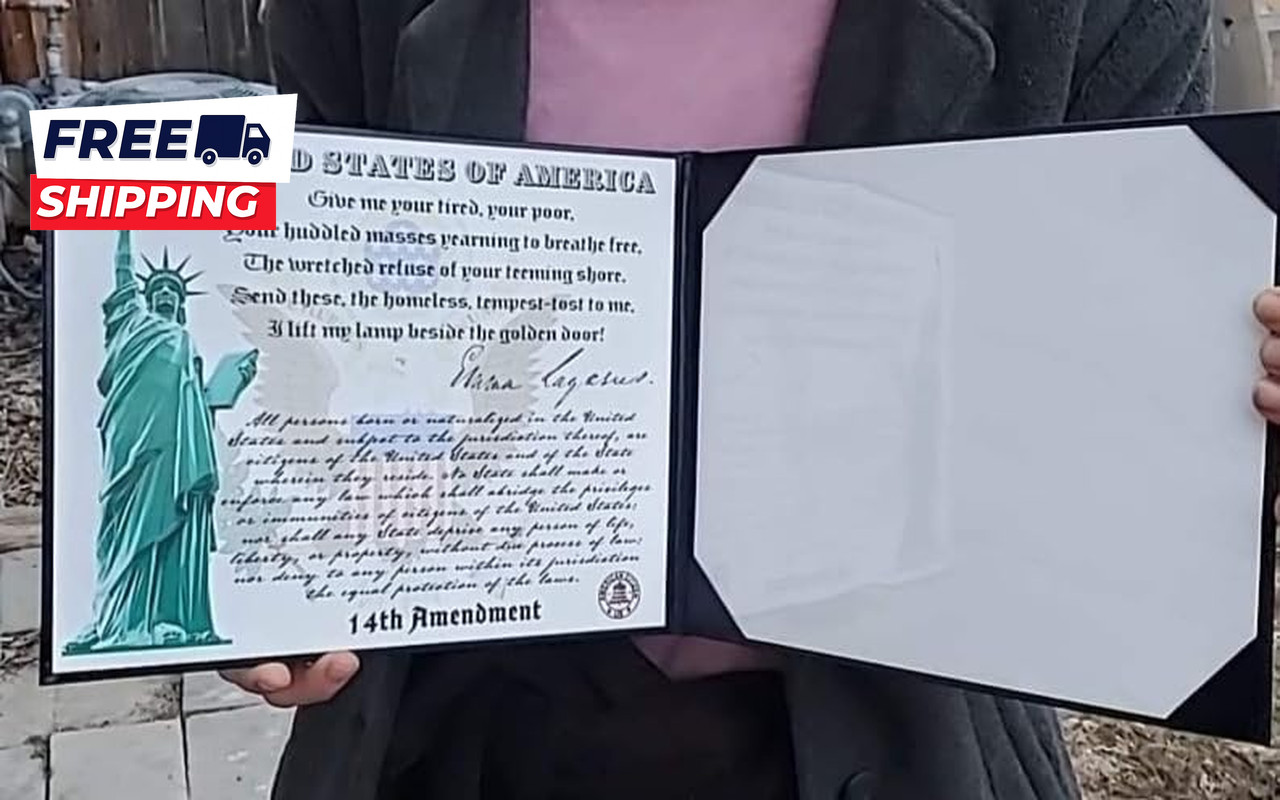 FREE
SHIPPING
D STATES OF AMERICA
Give me your tired, your poor,
Your huddled masses yearning to breathe free,
The wretched refuse of your teeming shore.
Send these, the homeless, tempest-tost to me,
I lift my lamp beside the golden door!
Emma Lazarus.
All persons born or naturalized in the United
States and subject to the jurisdiction thereof, are
citizens of the United States and of the State
wherein they reside. No State shall make or
enforce any law which shall abridge the privileges
or immunities of citizens of the United States;
nor shall any State deprive any person of life,
liberty, or property, without due process of law;
nor deny to any person within its jurisdiction
the equal protection of the laws.
14th Amendment